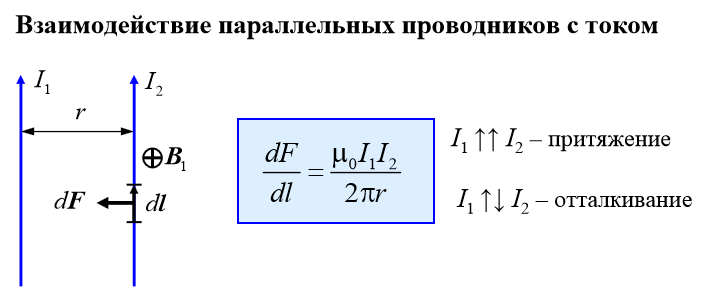 Взаимодействие параллельных проводников с током
I₁
I₂
r
⊕B₁
dF
dl
dF/dl = μ₀I₁I₂/2πr
I₁ ↑↑ I₂ – притяжение
I₁ ↑↓ I₂ – отталкивание